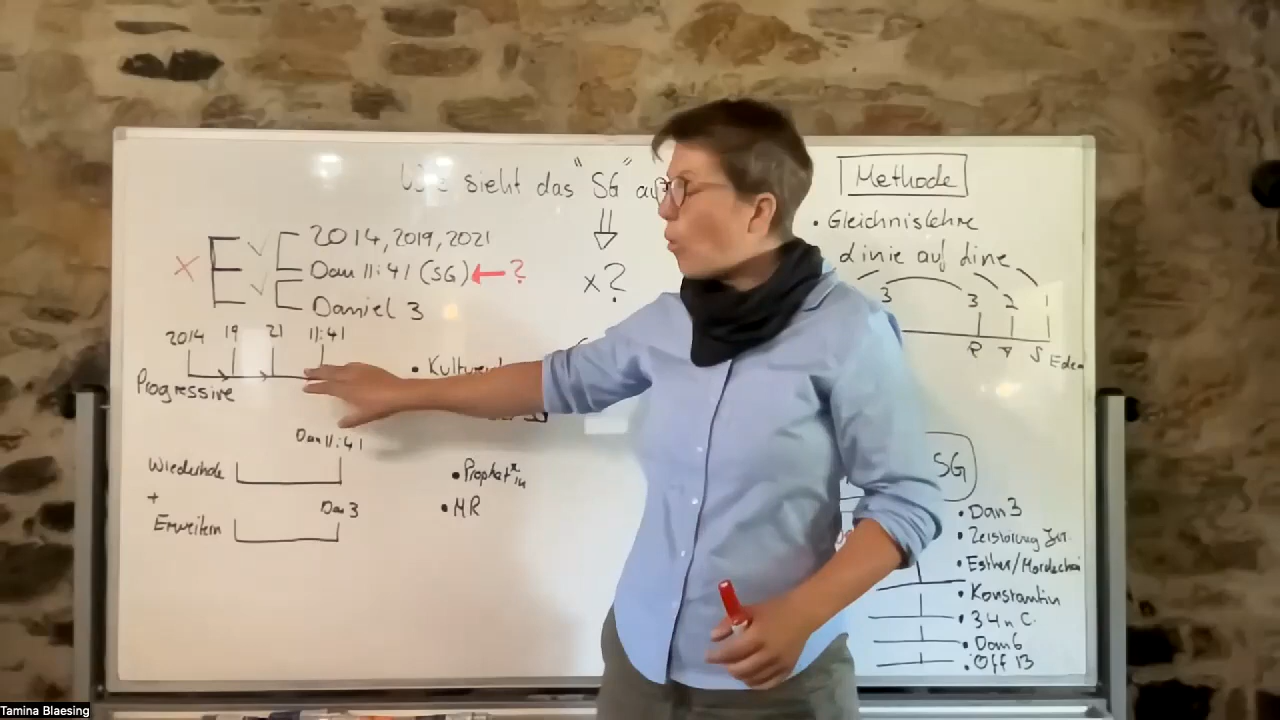 Wie sieht das "SG" au
x?
x E
2014, 2019, 2021
Dan 11:41 (SG) ?
Daniel 3
2014 19 21 11:41
Progressive
Dan 11:41
Wiederhole
+
Dan 3
Erweitern
• Prophet
• MR
Methode
• Gleichnislehre
Linie auf Linie
3 3 2 1
P T S Eden
SG
• Dan 3
• Zerstörung Jer.
• Esther/Mordechai
• Konstantin
• 34 n C.
• Dan 6
• Off 13
Tamina Blaesing